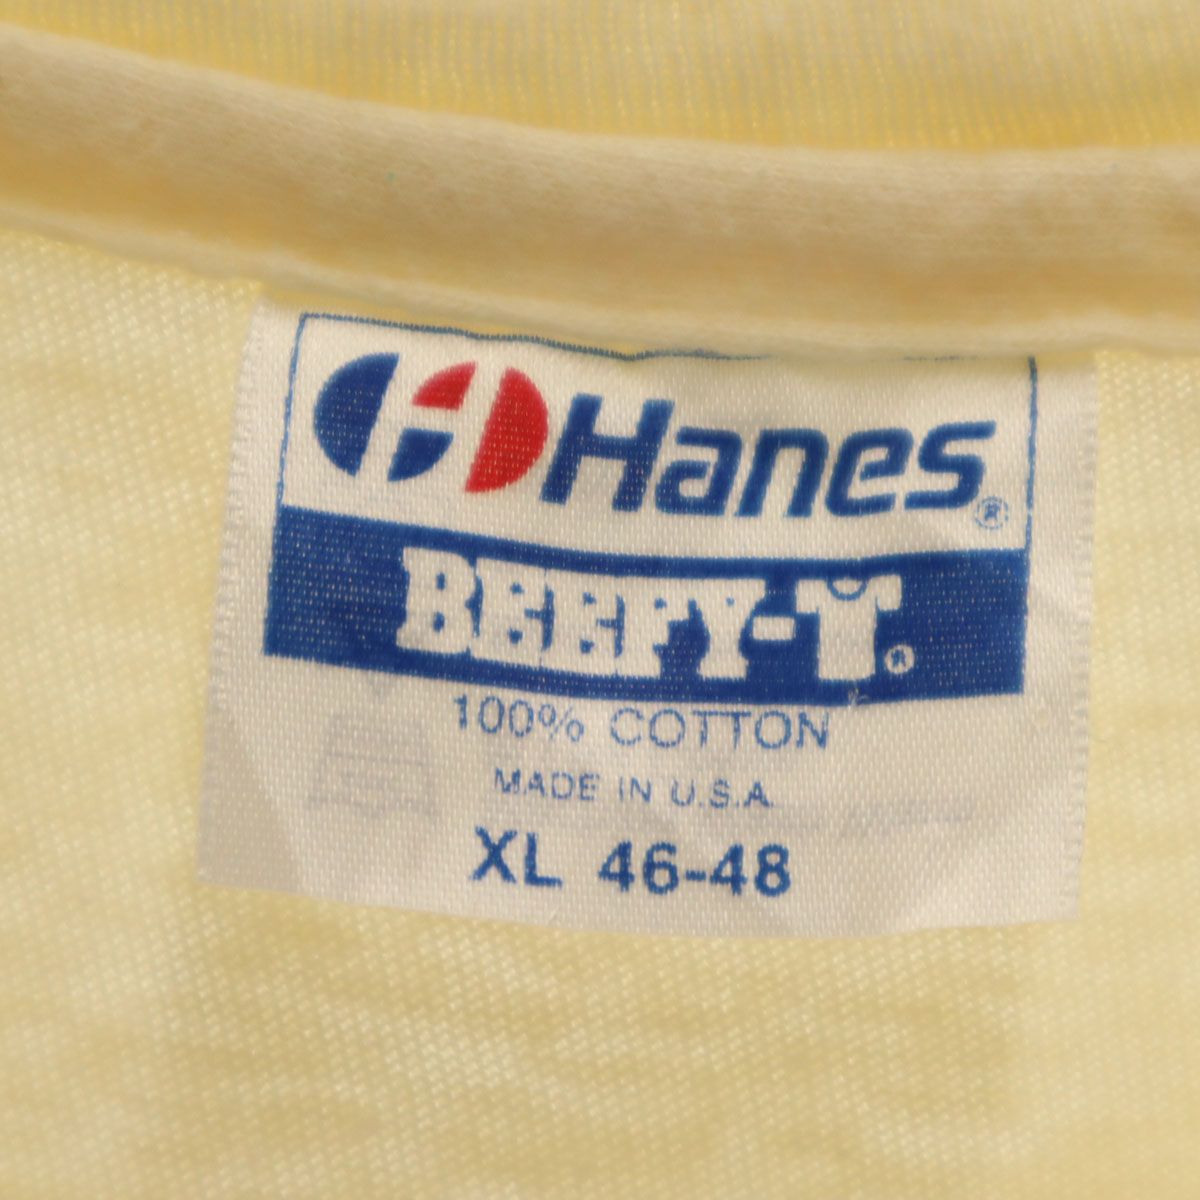 Hanes®
BEEFY-T®
100% COTTON
MADE IN U.S.A.
XL 46-48